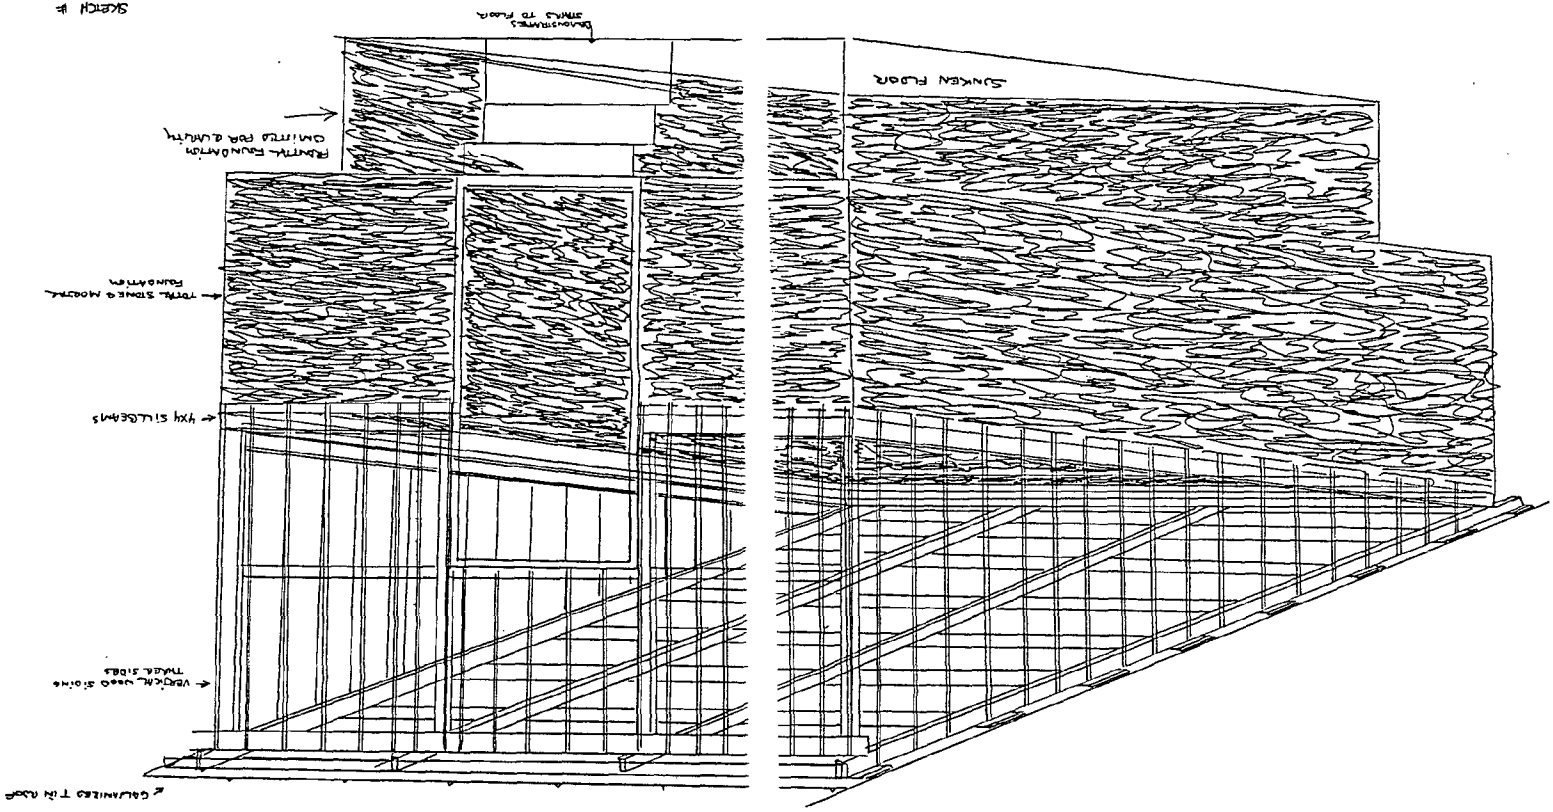 GALVANIZED TIN ROOF
VERTICAL WOOD SIDING
THREE SIDES
4X4 SILLBEAMS
TOTAL STONE & MORTAR
FOUNDATION
FRONTAL FOUNDATION
OMITTED FOR CLARITY
SUNKEN FLOOR
DEMONSTRATES
STAIRS TO FLOOR
SKETCH #